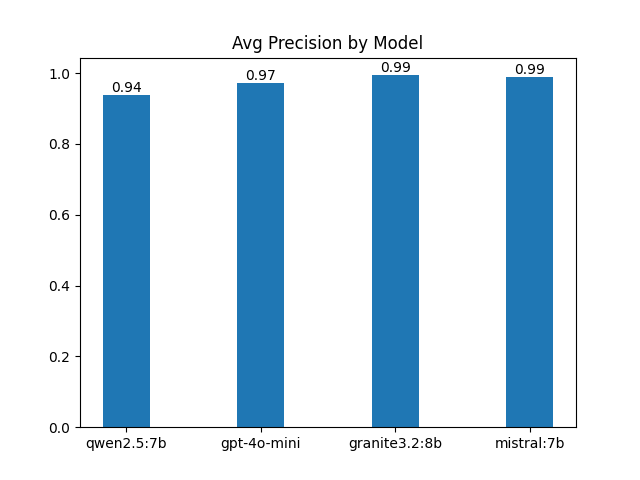 Avg Precision by Model
1.0
0.8
0.6
0.4
0.2
0.0
0.94
0.97
0.99
0.99
qwen2.5:7b
gpt-4o-mini
granite3.2:8b
mistral:7b